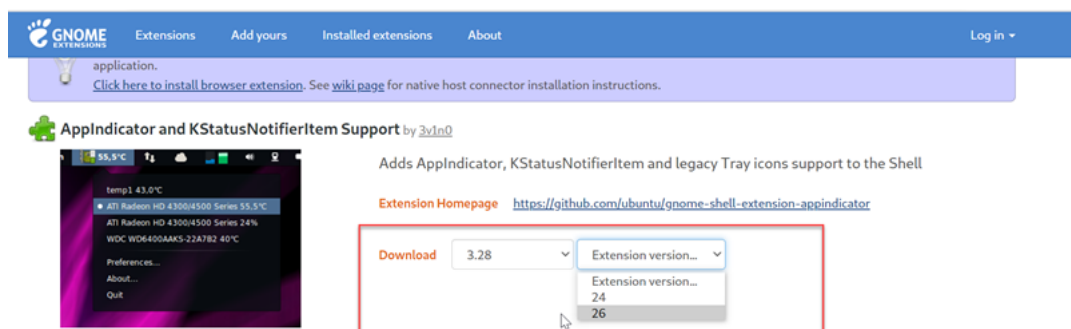 GNOME EXTENSIONS Extensions Add yours Installed extensions About Log in
application.
Click here to install browser extension. See wiki page for native host connector installation instructions.
AppIndicator and KStatusNotifierItem Support by 3v1n0
55,5°C
temp1 43.0°C
ATI Radeon HD 4300/4500 Series 55.5°C
ATI Radeon HD 4300/4500 Series 24%
WDC WD6400AAKS-22A7B2 40°C
Preferences...
About...
Quit
Adds AppIndicator, KStatusNotifierItem and legacy Tray icons support to the Shell
Extension Homepage https://github.com/ubuntu/gnome-shell-extension-appindicator
Download 3.28 Extension version...
Extension version...
24
26